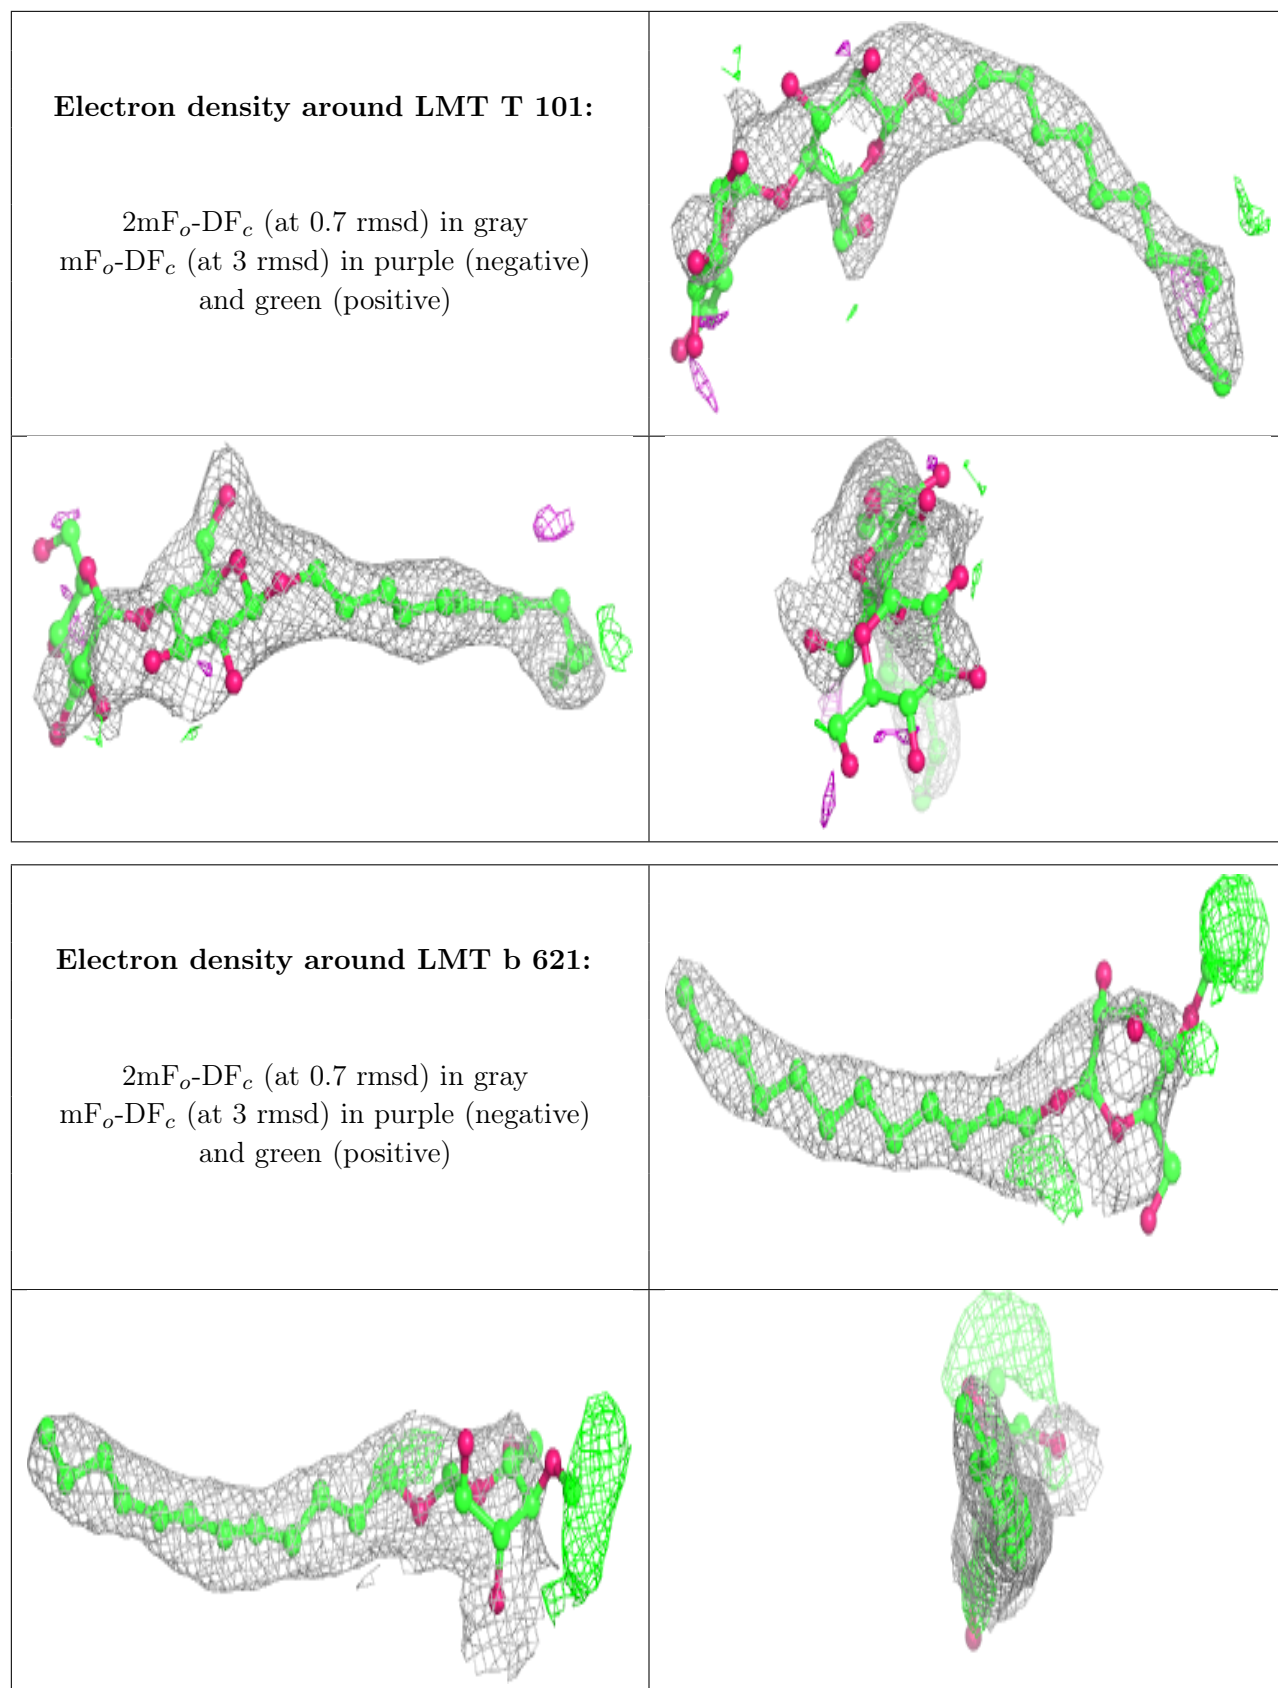 Electron density around LMT T 101:
2mFₒ-DF𝒸 (at 0.7 rmsd) in gray
mFₒ-DF𝒸 (at 3 rmsd) in purple (negative)
and green (positive)
Electron density around LMT b 621:
2mFₒ-DF𝒸 (at 0.7 rmsd) in gray
mFₒ-DF𝒸 (at 3 rmsd) in purple (negative)
and green (positive)